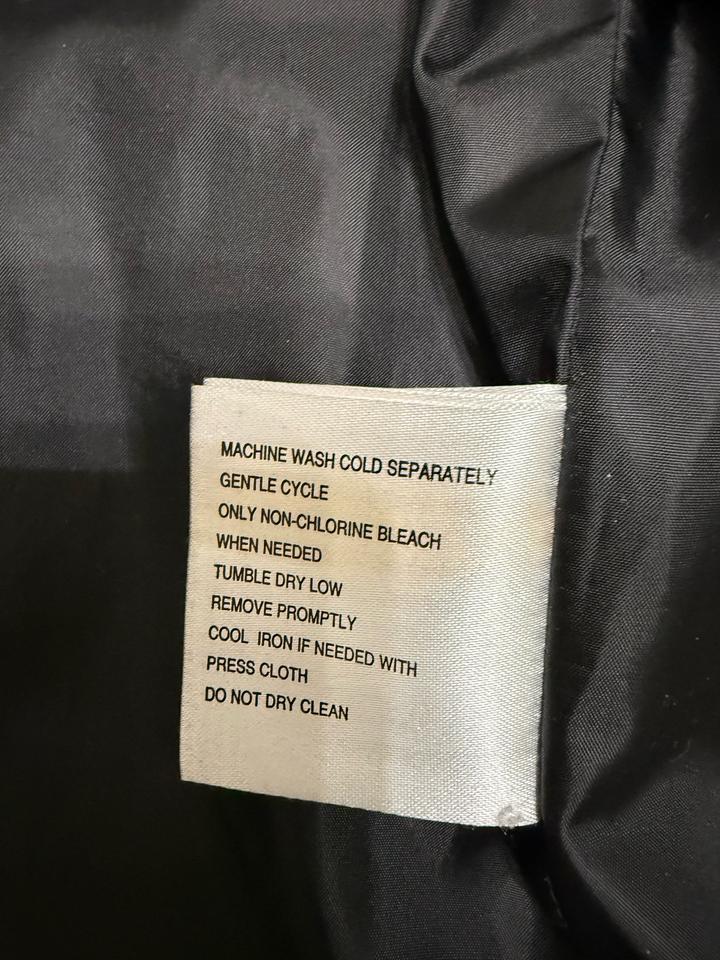 MACHINE WASH COLD SEPARATELY
GENTLE CYCLE
ONLY NON-CHLORINE BLEACH
WHEN NEEDED
TUMBLE DRY LOW
REMOVE PROMPTLY
COOL IRON IF NEEDED WITH
PRESS CLOTH
DO NOT DRY CLEAN